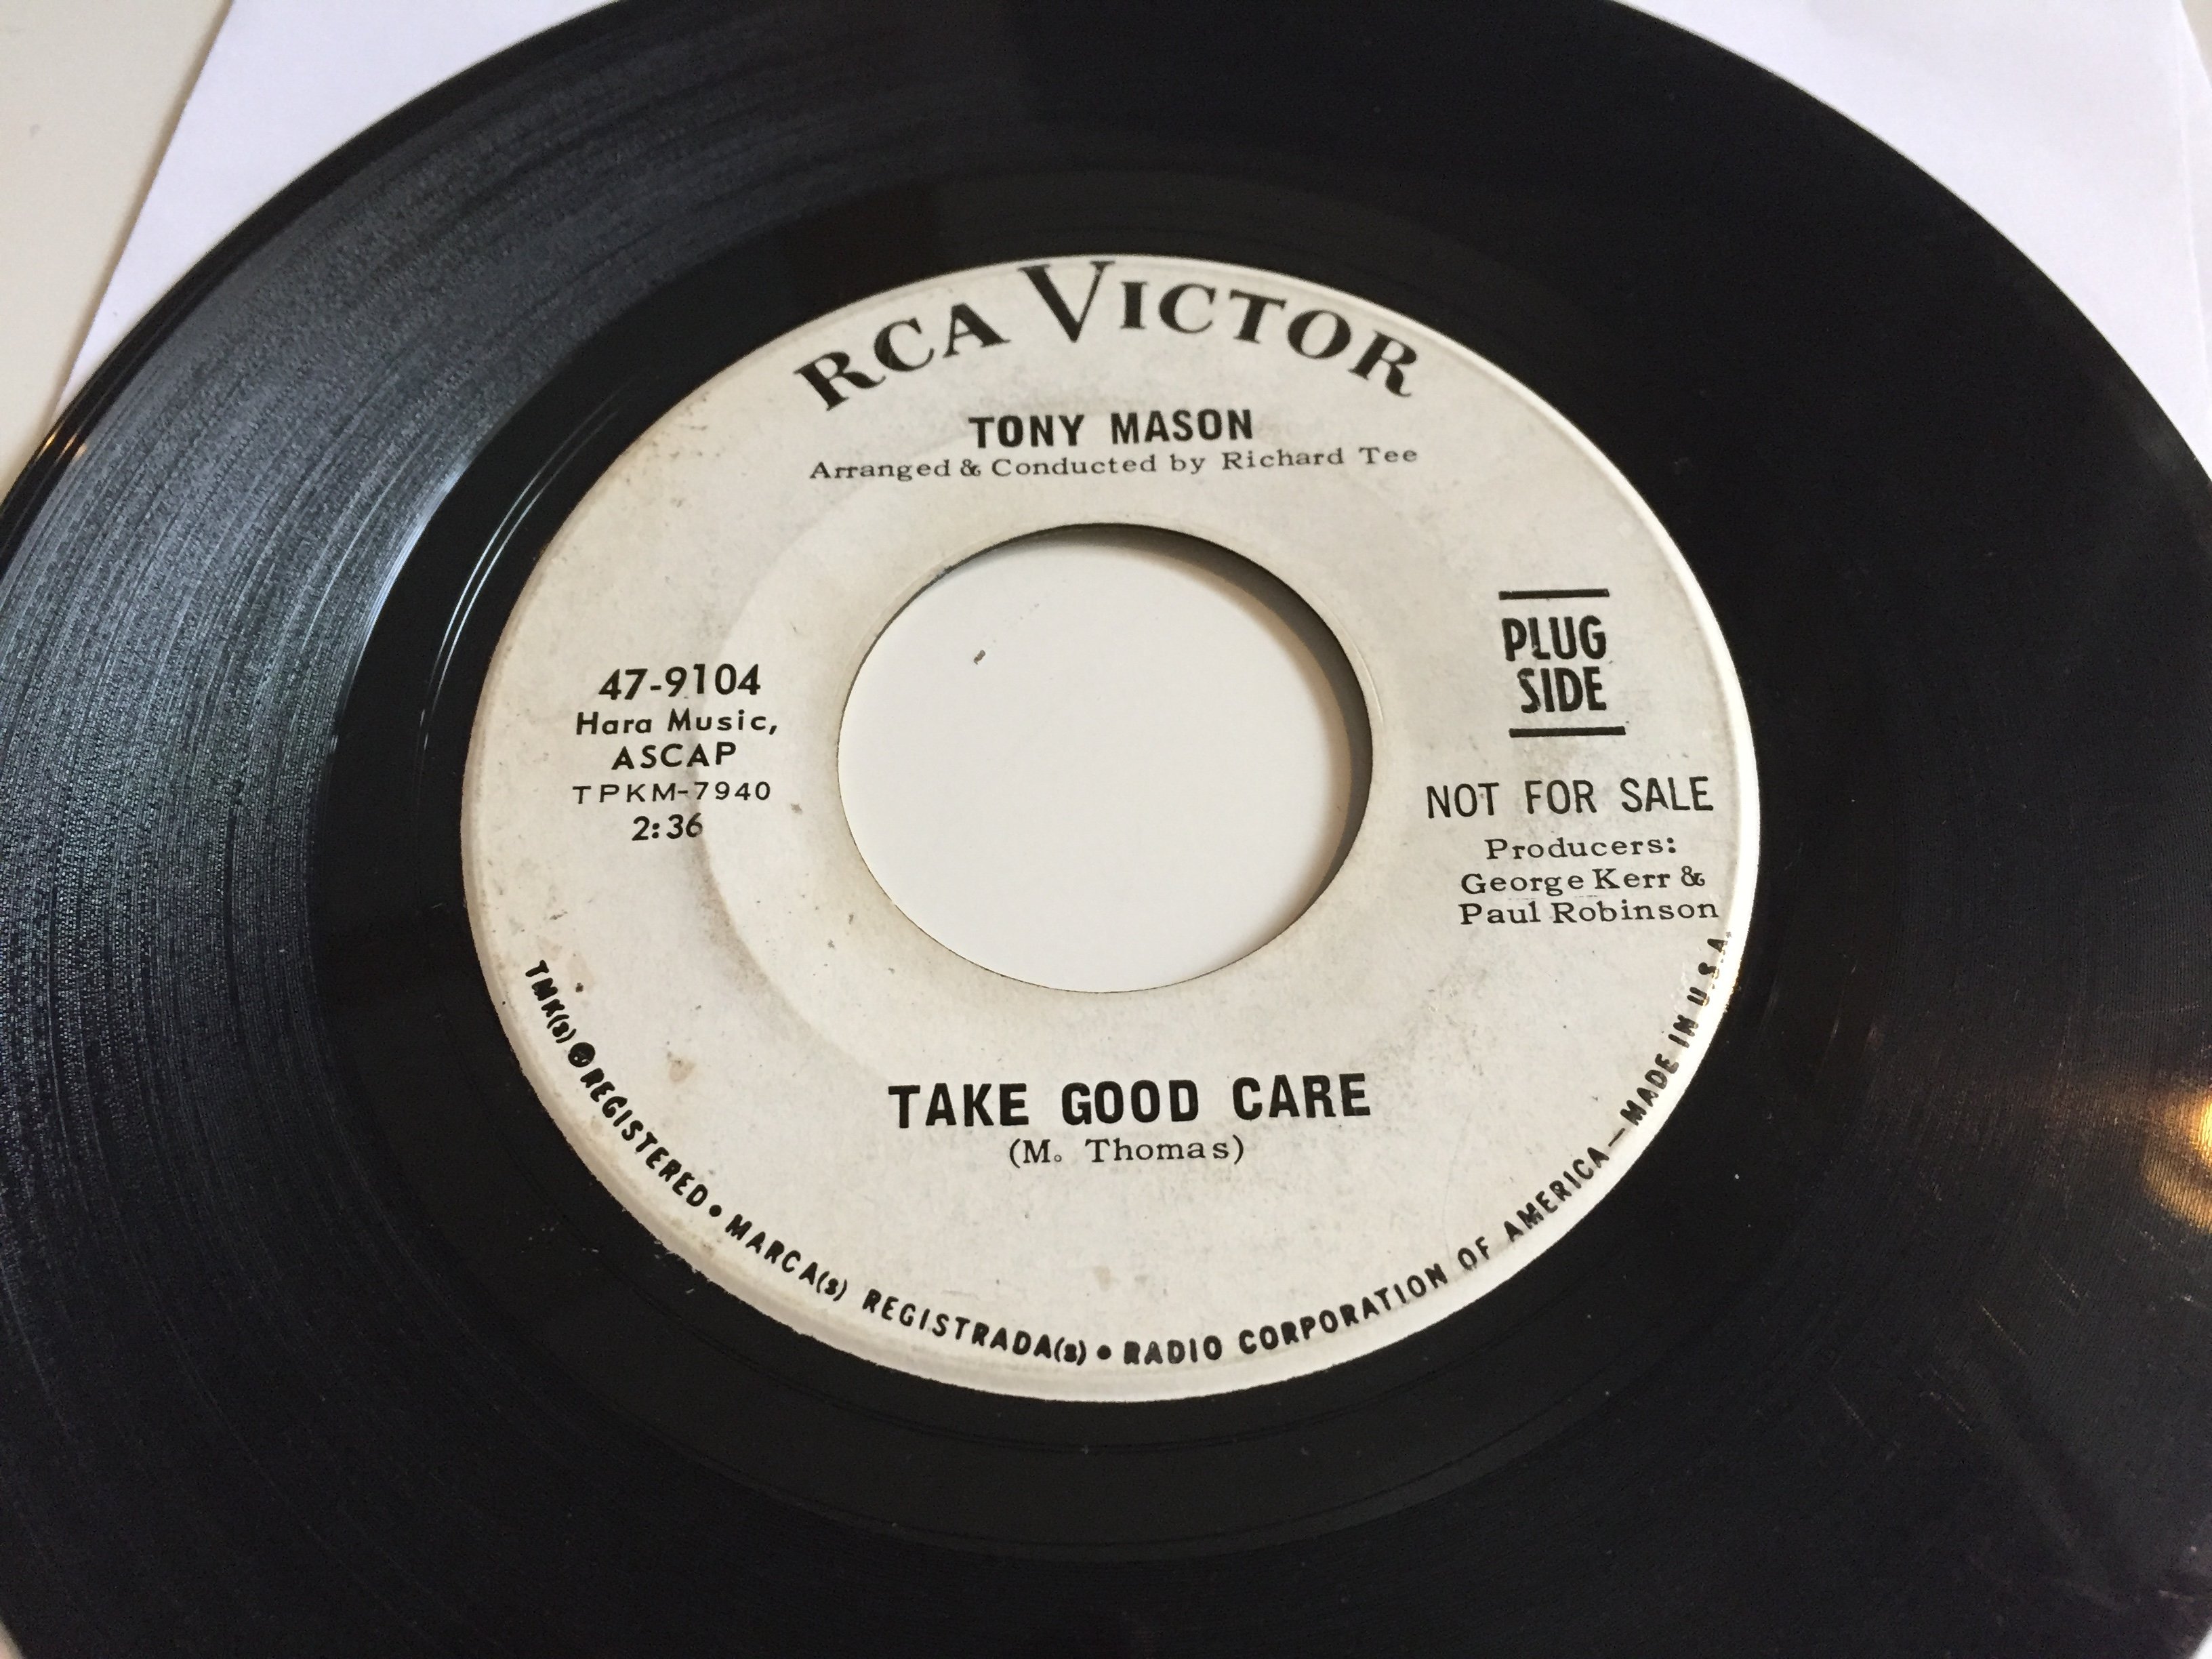 RCA VICTOR
TONY MASON
Arranged & Conducted by Richard Tee
47-9104
Hara Music,
ASCAP
TPKM-7940
2:36
PLUG
SIDE
NOT FOR SALE
Producers:
George Kerr &
Paul Robinson
TAKE GOOD CARE
(M. Thomas)
TMK(s) ® REGISTERED • MARCA(s) REGISTRADA(s) • RADIO CORPORATION OF AMERICA — MADE IN U.S.A.